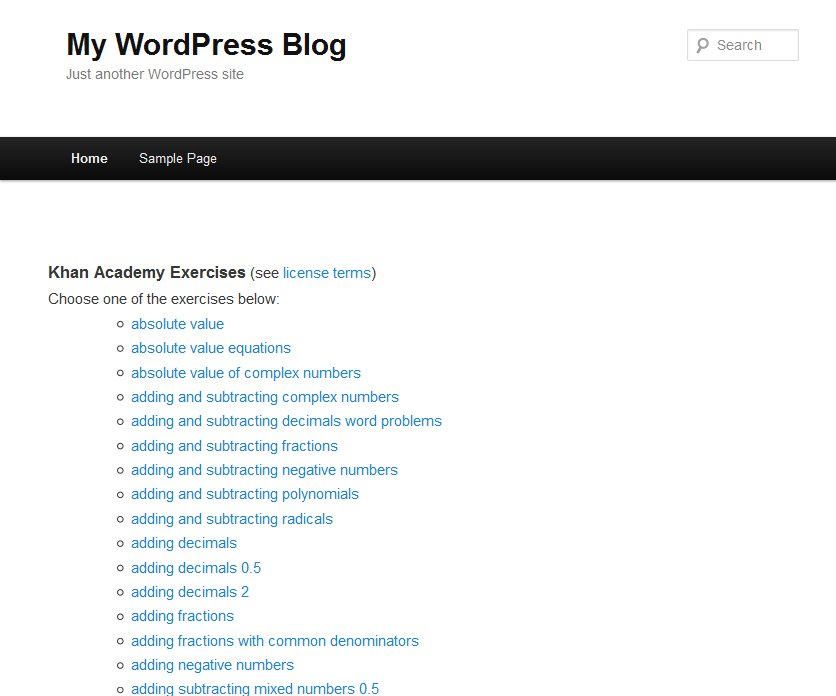 My WordPress Blog
Just another WordPress site
Search
Home Sample Page
Khan Academy Exercises (see license terms)
Choose one of the exercises below:
absolute value
absolute value equations
absolute value of complex numbers
adding and subtracting complex numbers
adding and subtracting decimals word problems
adding and subtracting fractions
adding and subtracting negative numbers
adding and subtracting polynomials
adding and subtracting radicals
adding decimals
adding decimals 0.5
adding decimals 2
adding fractions
adding fractions with common denominators
adding negative numbers
adding subtracting mixed numbers 0.5